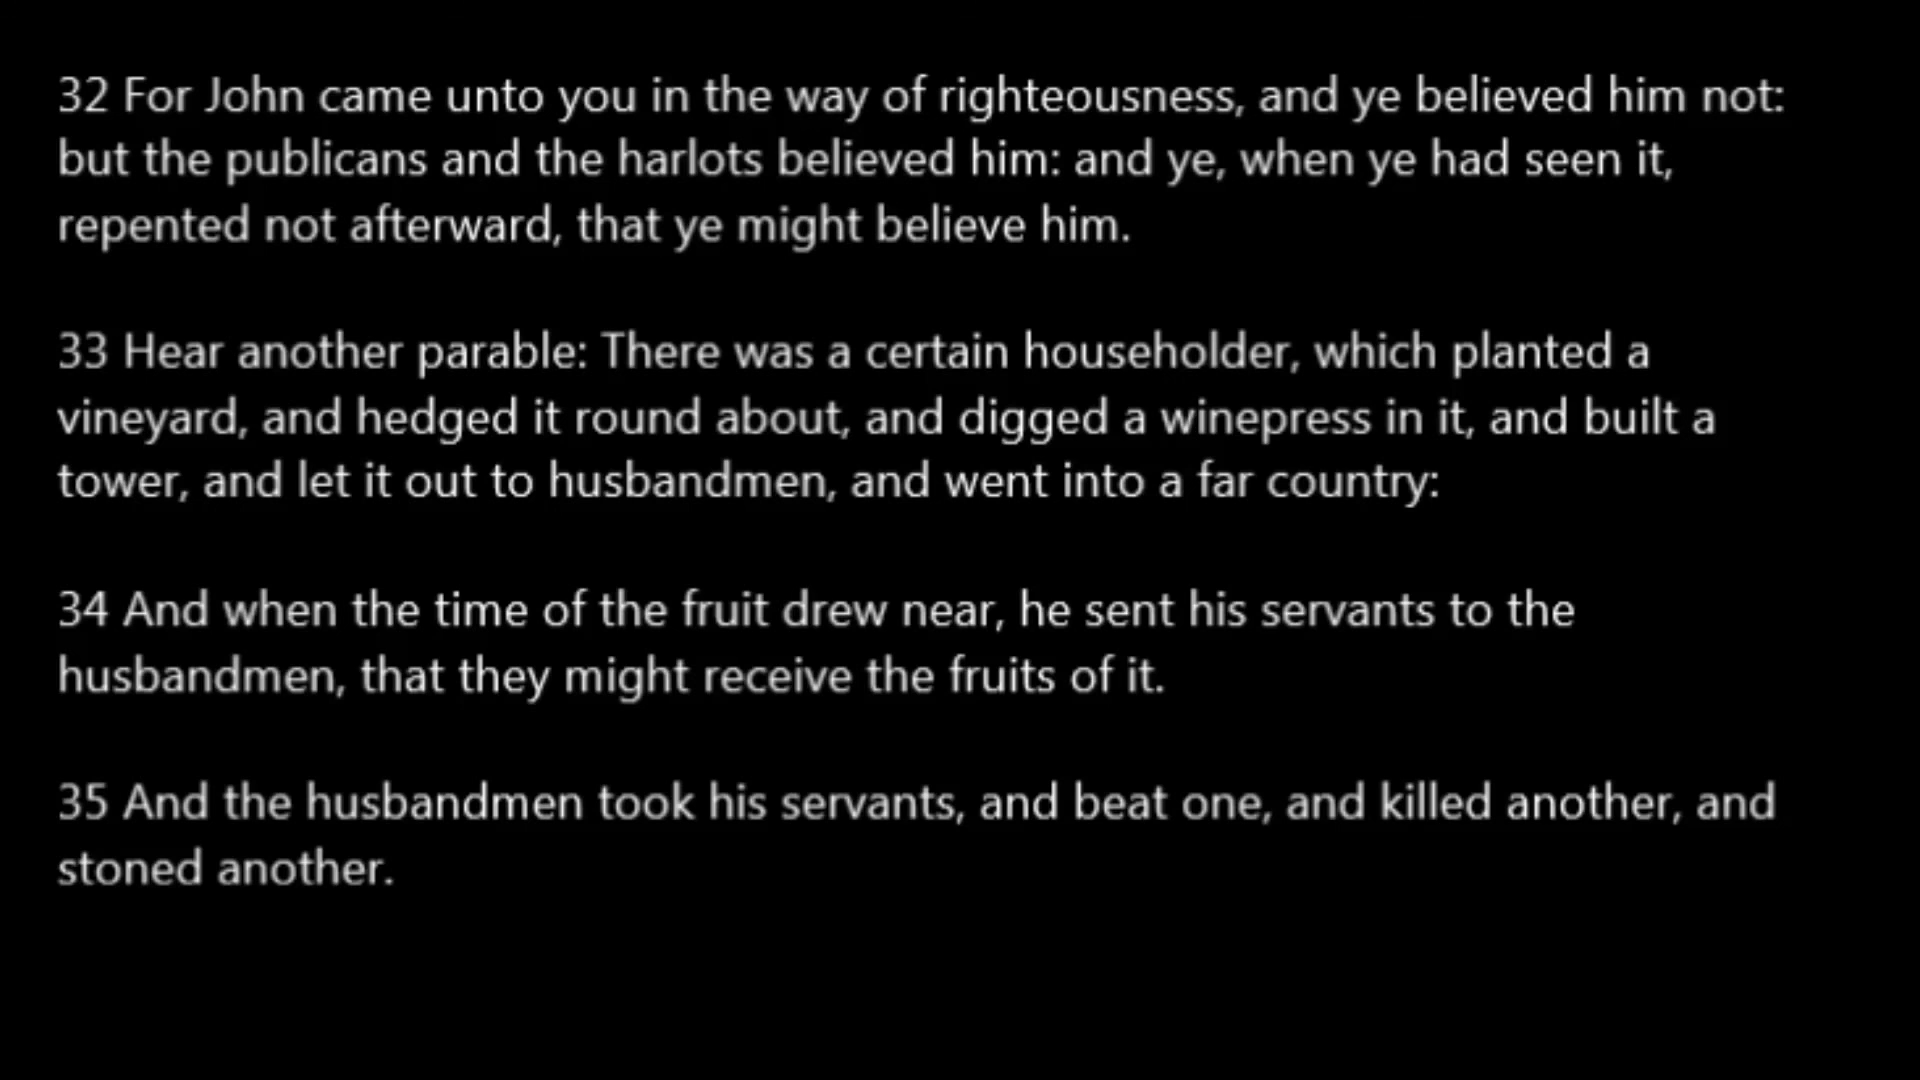 32 For John came unto you in the way of righteousness, and ye believed him not:
but the publicans and the harlots believed him: and ye, when ye had seen it,
repented not afterward, that ye might believe him.
33 Hear another parable: There was a certain householder, which planted a
vineyard, and hedged it round about, and digged a winepress in it, and built a
tower, and let it out to husbandmen, and went into a far country:
34 And when the time of the fruit drew near, he sent his servants to the
husbandmen, that they might receive the fruits of it.
35 And the husbandmen took his servants, and beat one, and killed another, and
stoned another.